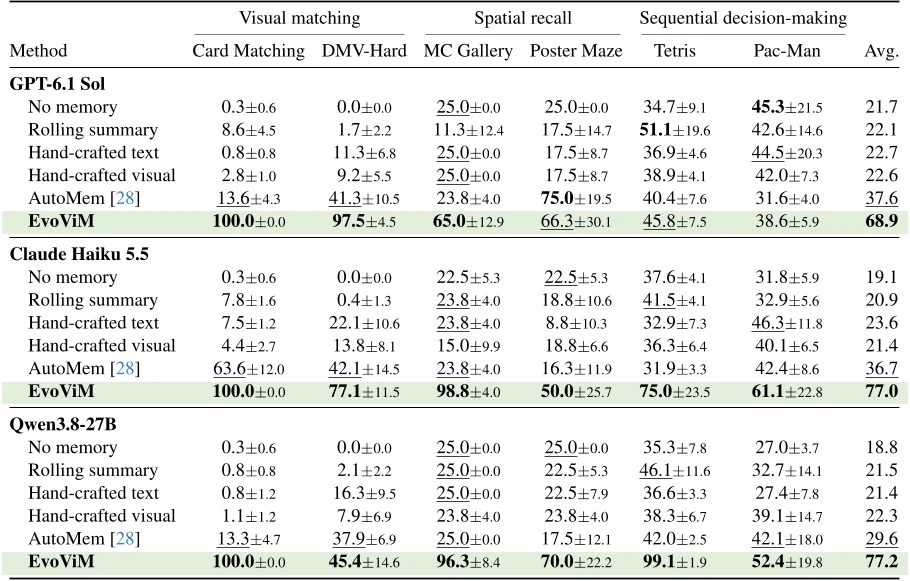 Visual matching Spatial recall Sequential decision-making
Method Card Matching DMV-Hard MC Gallery Poster Maze Tetris Pac-Man Avg.
GPT-6.1 Sol
No memory 0.3±0.6 0.0±0.0 25.0±0.0 25.0±0.0 34.7±9.1 45.3±21.5 21.7
Rolling summary 8.6±4.5 1.7±2.2 11.3±12.4 17.5±14.7 51.1±19.6 42.6±14.6 22.1
Hand-crafted text 0.8±0.8 11.3±6.8 25.0±0.0 17.5±8.7 36.9±4.6 44.5±20.3 22.7
Hand-crafted visual 2.8±1.0 9.2±5.5 25.0±0.0 17.5±8.7 38.9±4.1 42.0±7.3 22.6
AutoMem [28] 13.6±4.3 41.3±10.5 23.8±4.0 75.0±19.5 40.4±7.6 31.6±4.0 37.6
EvoViM 100.0±0.0 97.5±4.5 65.0±12.9 66.3±30.1 45.8±7.5 38.6±5.9 68.9
Claude Haiku 5.5
No memory 0.3±0.6 0.0±0.0 22.5±5.3 22.5±5.3 37.6±4.1 31.8±5.9 19.1
Rolling summary 7.8±1.6 0.4±1.3 23.8±4.0 18.8±10.6 41.5±4.1 32.9±5.6 20.9
Hand-crafted text 7.5±1.2 22.1±10.6 23.8±4.0 8.8±10.3 32.9±7.3 46.3±11.8 23.6
Hand-crafted visual 4.4±2.7 13.8±8.1 15.0±9.9 18.8±6.6 36.3±6.4 40.1±6.5 21.4
AutoMem [28] 63.6±12.0 42.1±14.5 23.8±4.0 16.3±11.9 31.9±3.3 42.4±8.6 36.7
EvoViM 100.0±0.0 77.1±11.5 98.8±4.0 50.0±25.7 75.0±23.5 61.1±22.8 77.0
Qwen3.8-27B
No memory 0.3±0.6 0.0±0.0 25.0±0.0 25.0±0.0 35.3±7.8 27.0±3.7 18.8
Rolling summary 0.8±0.8 2.1±2.2 25.0±0.0 22.5±5.3 46.1±11.6 32.7±14.1 21.5
Hand-crafted text 0.8±1.2 16.3±9.5 25.0±0.0 22.5±7.9 36.6±3.3 27.4±7.8 21.4
Hand-crafted visual 1.1±1.2 7.9±6.9 23.8±4.0 23.8±4.0 38.3±6.7 39.1±14.7 22.3
AutoMem [28] 13.3±4.7 37.9±6.9 25.0±0.0 17.5±12.1 42.0±2.5 42.1±18.0 29.6
EvoViM 100.0±0.0 45.4±14.6 96.3±8.4 70.0±22.2 99.1±1.9 52.4±19.8 77.2